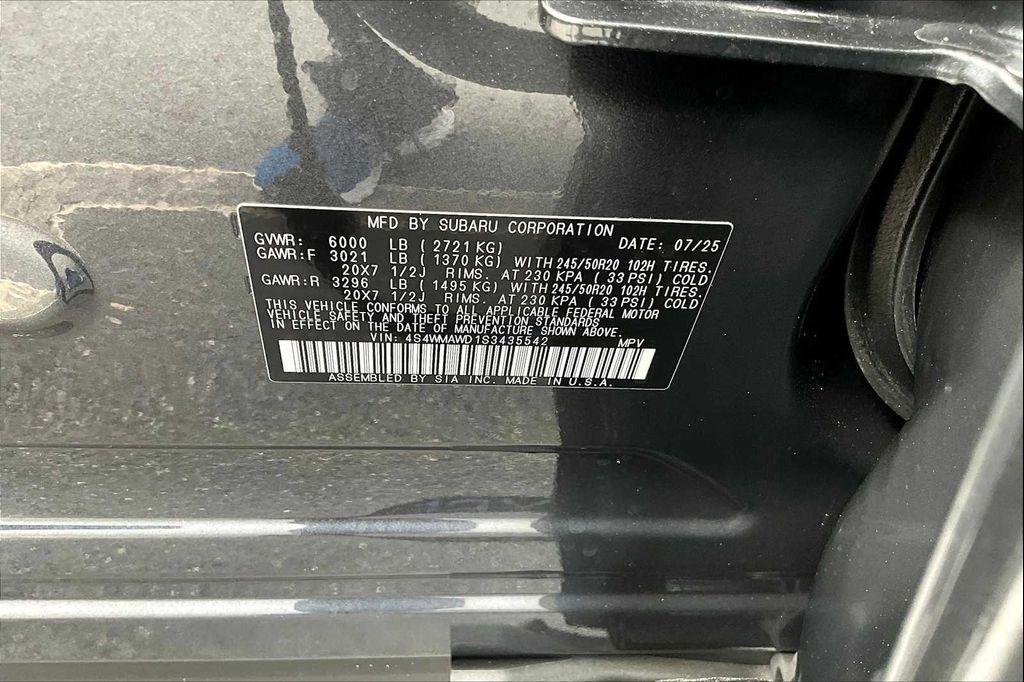 MFD BY SUBARU CORPORATION
GVWR: 6000 LB ( 2721 KG) DATE: 07/25
GAWR:F 3021 LB ( 1370 KG) WITH 245/50R20 102H TIRES.
20X7 1/2J RIMS. AT 230 KPA ( 33 PSI) COLD
GAWR:R 3296 LB ( 1495 KG) WITH 245/50R20 102H TIRES.
20X7 1/2J RIMS. AT 230 KPA ( 33 PSI) COLD
THIS VEHICLE CONFORMS TO ALL APPLICABLE FEDERAL MOTOR
VEHICLE SAFETY AND THEFT PREVENTION STANDARDS
IN EFFECT ON THE DATE OF MANUFACTURE SHOWN ABOVE.
VIN: 4S4WMAWD1S3435542 MPV
ASSEMBLED BY SIA INC. MADE IN U.S.A.